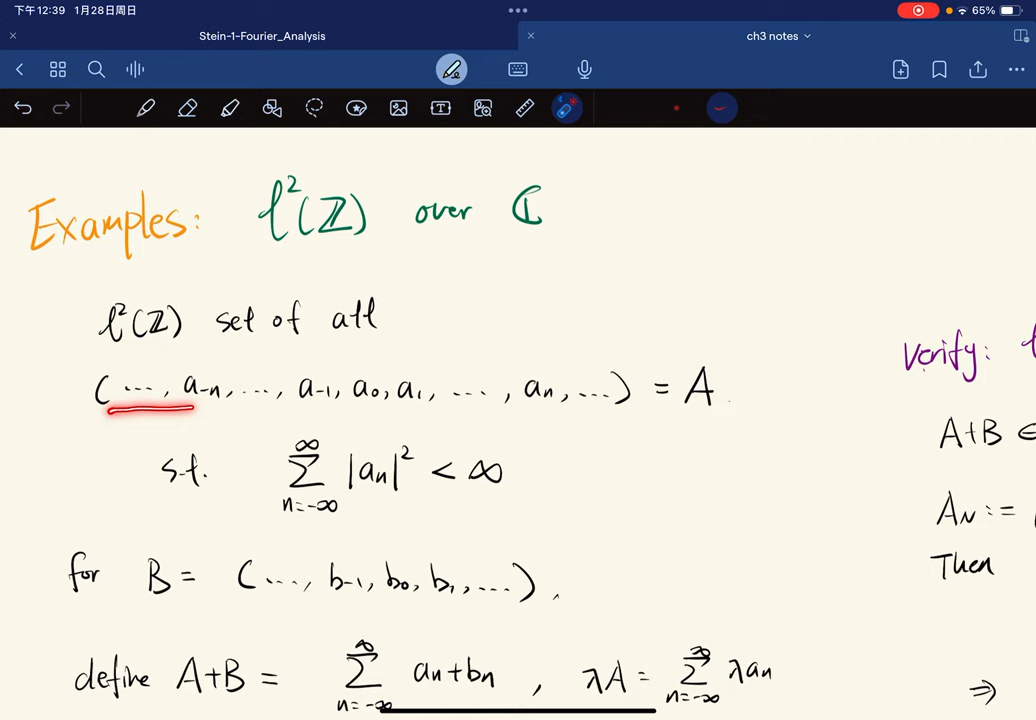 下午12:39 1月28日周日
65%
Stein-1-Fourier_Analysis
ch3 notes
Examples: ℓ²(ℤ) over ℂ
ℓ²(ℤ) set of all
(..., a-n, ..., a-1, a0, a1, ..., an, ...) = A
s.t. ∑_{n=-∞}^{∞} |an|² < ∞
for B = (..., b-1, b0, b1, ...),
define A+B = ∑_{n=-∞}^{∞} an+bn , λA = ∑_{n=-∞}^{∞} λan
Verify:
A+B ∈
AN :=
Then
⇒